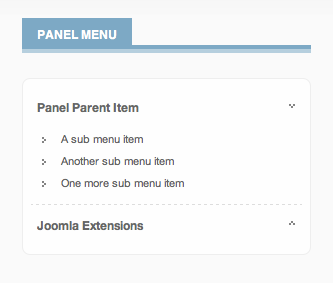 PANEL MENU
Panel Parent Item
A sub menu item
Another sub menu item
One more sub menu item
Joomla Extensions